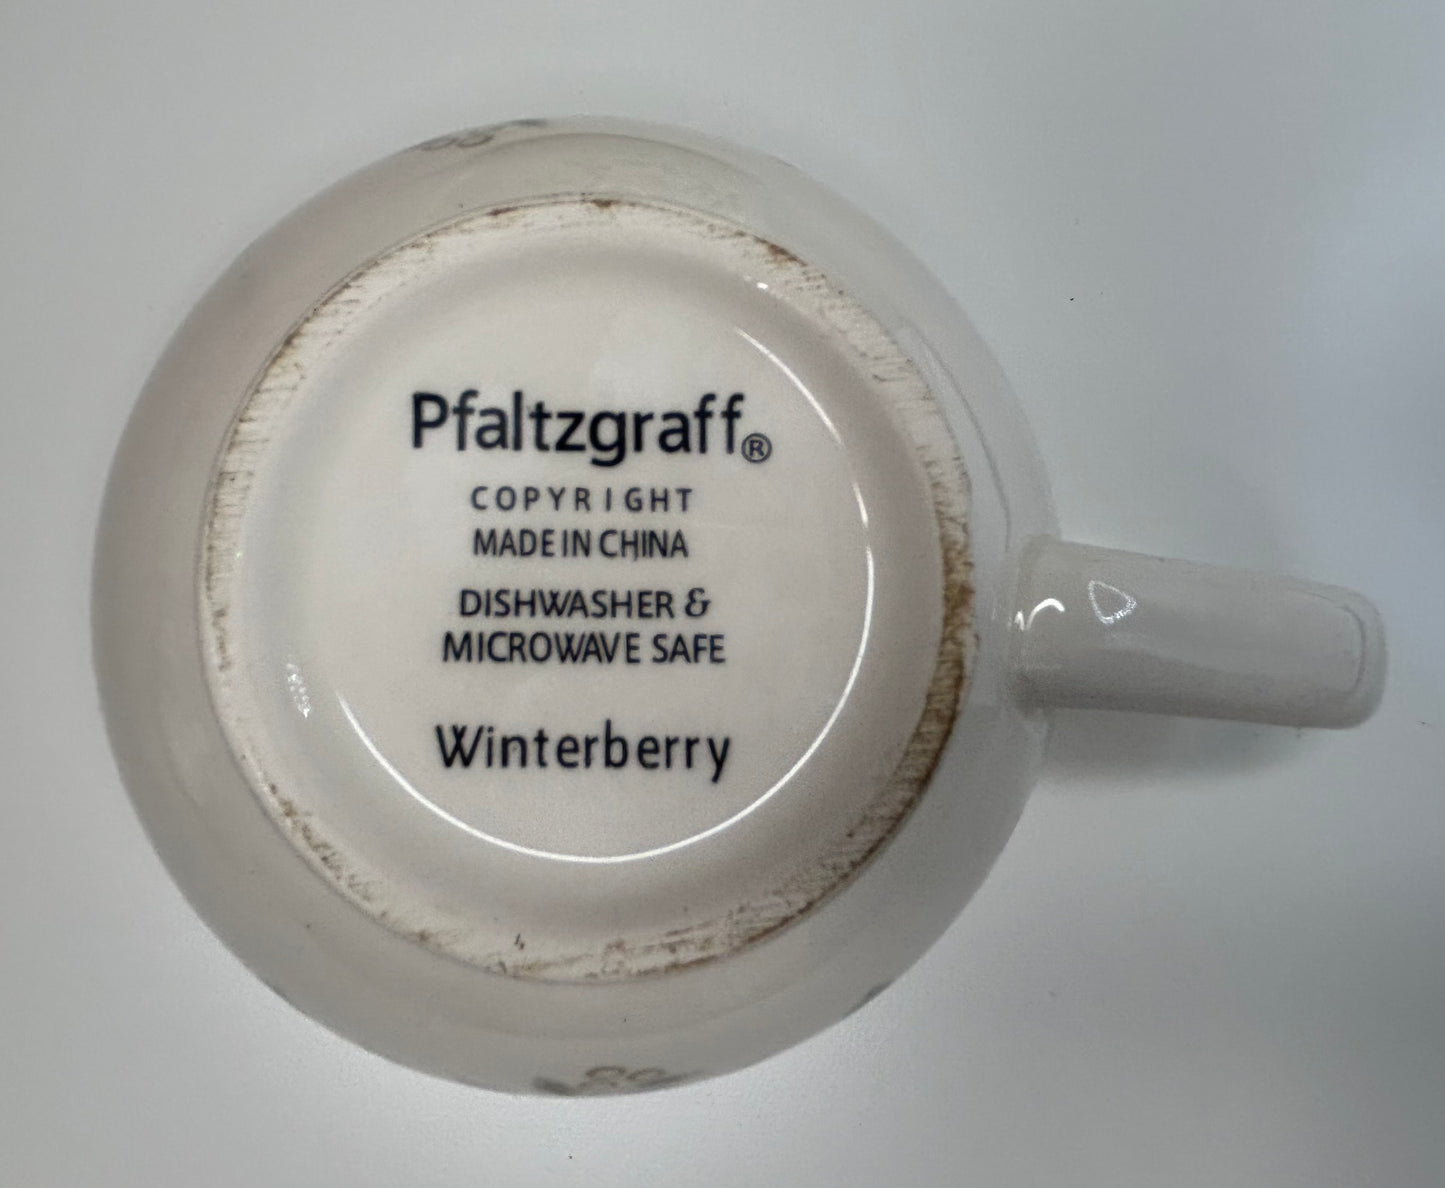 Pfaltzgraff®
COPYRIGHT
MADE IN CHINA
DISHWASHER &
MICROWAVE SAFE
Winterberry